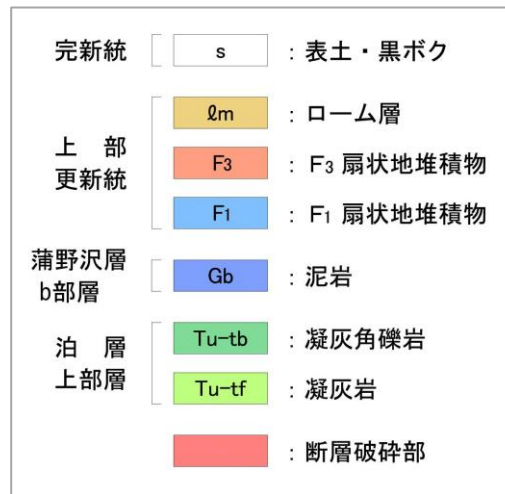 完新統 s : 表土・黒ボク
ℓm : ローム層
上 部
更新統
F3 : F3 扇状地堆積物
F1 : F1 扇状地堆積物
蒲野沢層
b部層
Gb : 泥岩
泊 層
上部層
Tu-tb : 凝灰角礫岩
Tu-tf : 凝灰岩
: 断層破砕部